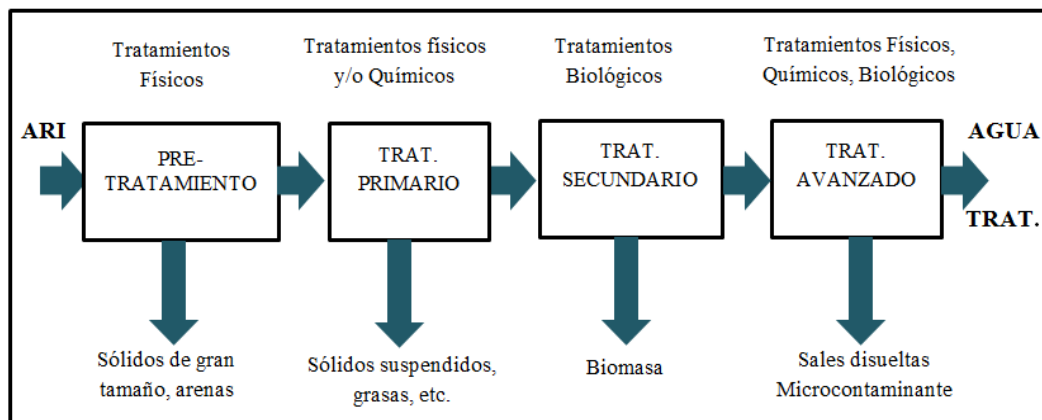 Tratamientos
Físicos
Tratamientos físicos
y/o Químicos
Tratamientos
Biológicos
Tratamientos Físicos,
Químicos, Biológicos
ARI
PRE-
TRATAMIENTO
TRAT.
PRIMARIO
TRAT.
SECUNDARIO
TRAT.
AVANZADO
AGUA
TRAT.
Sólidos de gran
tamaño, arenas
Sólidos suspendidos,
grasas, etc.
Biomasa
Sales disueltas
Microcontaminante